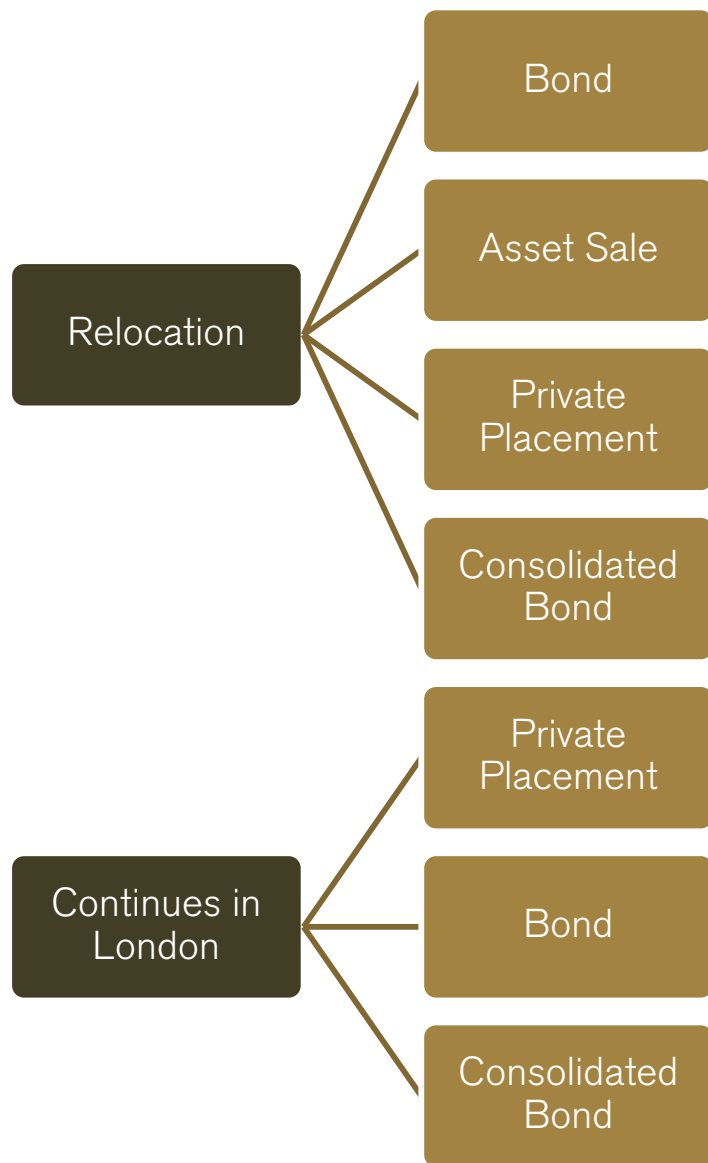 Relocation
Bond
Asset Sale
Private
Placement
Consolidated
Bond
Continues in
London
Private
Placement
Bond
Consolidated
Bond